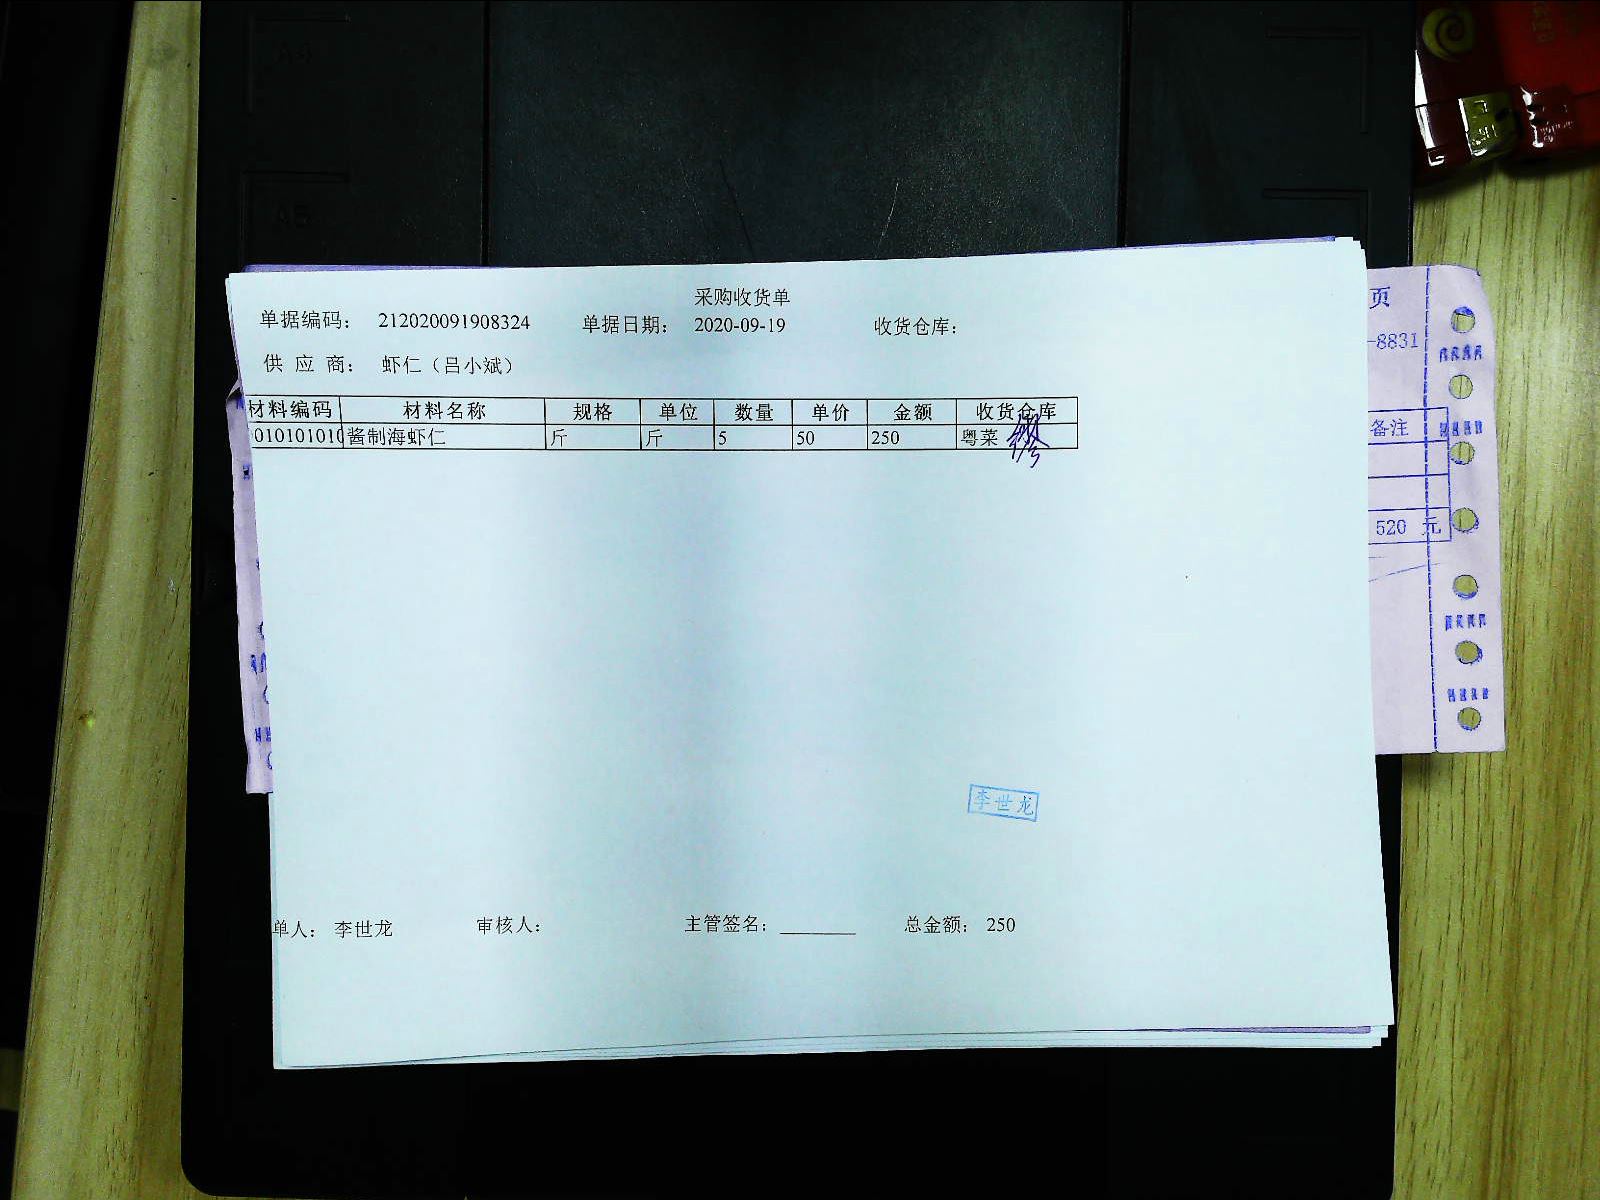 采购收货单
单据编码： 212020091908324 单据日期： 2020-09-19 收货仓库：
供 应 商： 虾仁（吕小斌）
材料编码 材料名称 规格 单位 数量 单价 金额 收货仓库
010101010 酱制海虾仁 斤 斤 5 50 250 粤菜
李世龙
单人： 李世龙 审核人： 主管签名： 总金额： 250
页
-8831
备注
520 元
A4
A5